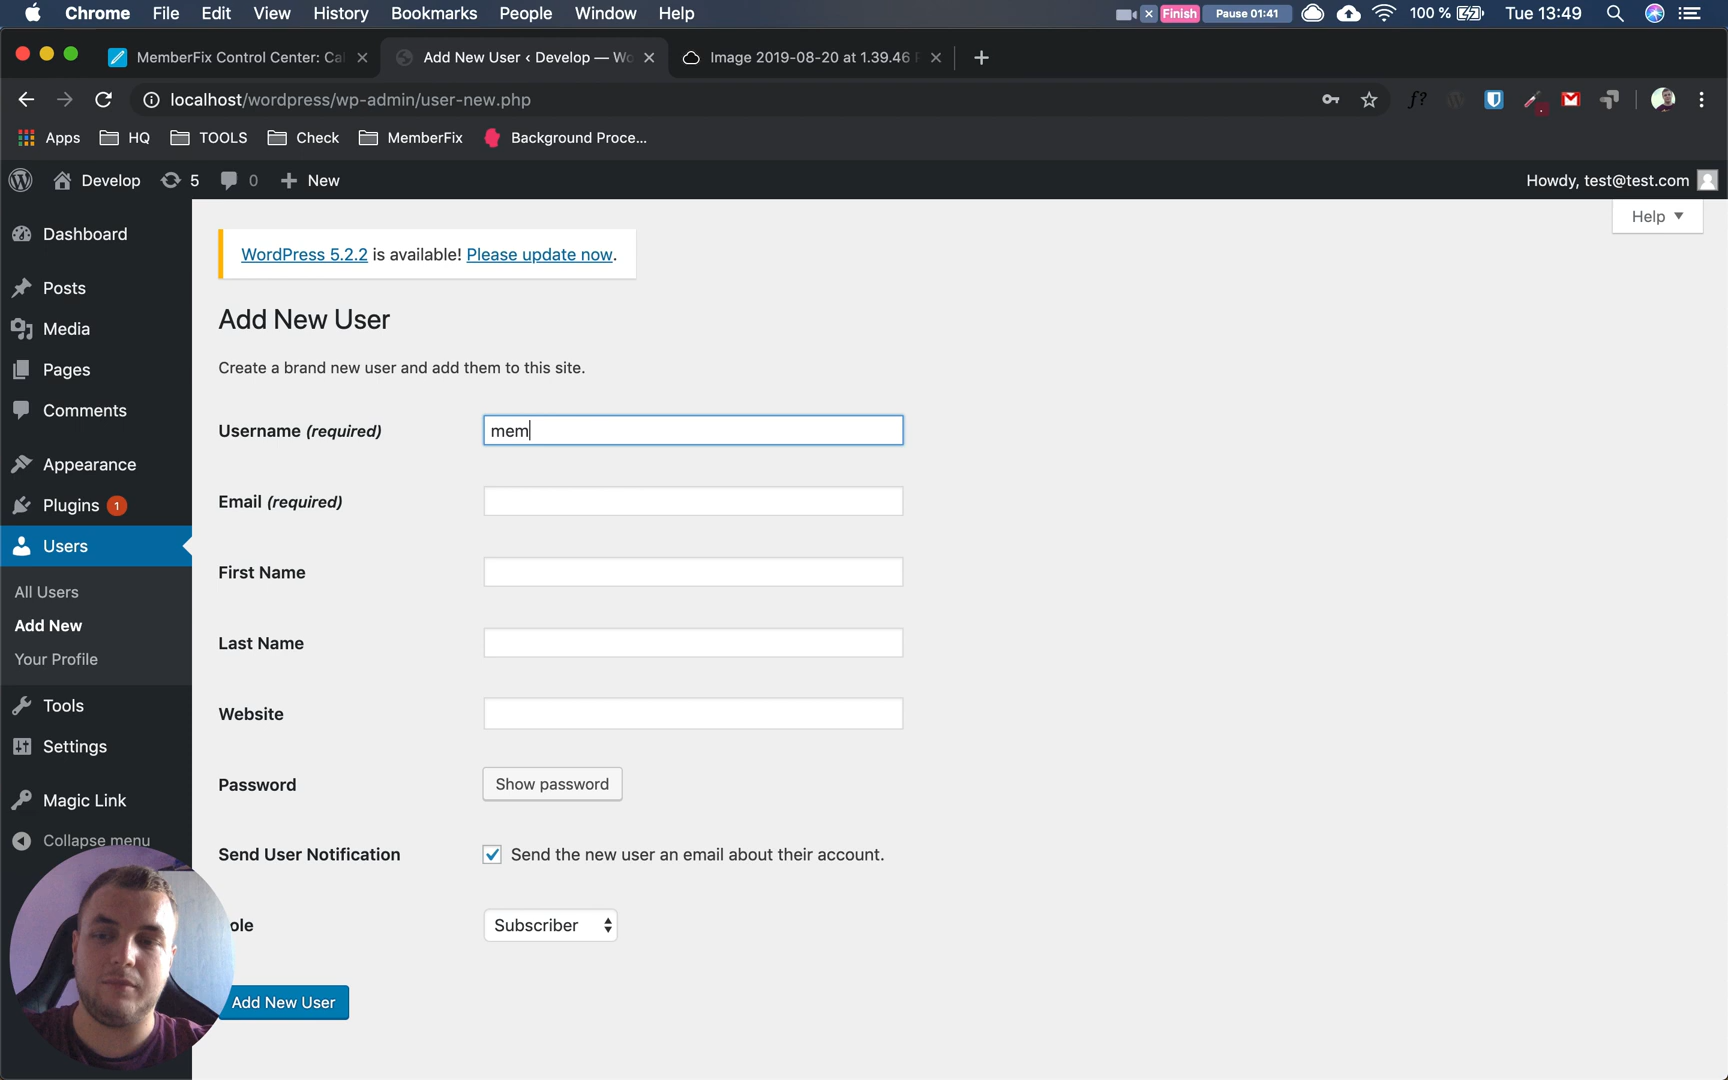 Chrome File Edit View History Bookmarks People Window Help Finish Pause 01:41 100 % Tue 13:49
MemberFix Control Center: Ca Add New User ‹ Develop — Wo Image 2019-08-20 at 1.39.46
localhost/wordpress/wp-admin/user-new.php f?
Apps HQ TOOLS Check MemberFix Background Proce...
Develop 5 0 New Howdy, test@test.com
Help
Dashboard
WordPress 5.2.2 is available! Please update now.
Posts
Media
Pages
Comments
Appearance
Plugins 1
Users
All Users
Add New
Your Profile
Tools
Settings
Magic Link
Collapse menu
Add New User
Create a brand new user and add them to this site.
Username (required) mem
Email (required)
First Name
Last Name
Website
Password Show password
Send User Notification Send the new user an email about their account.
ole Subscriber
Add New User